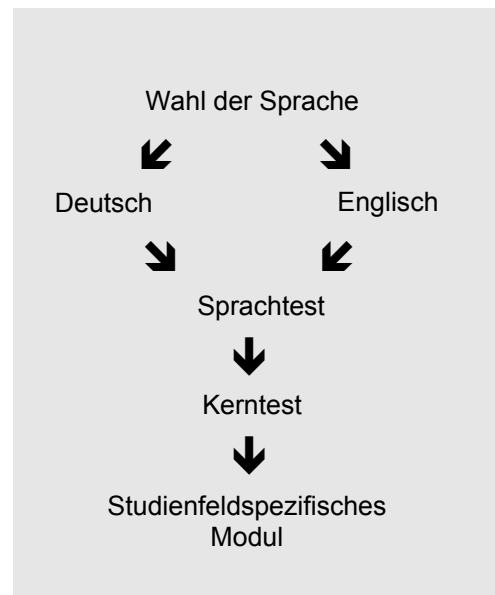 Wahl der Sprache
Deutsch
Englisch
Sprachtest
Kerntest
Studienfeldspezifisches
Modul